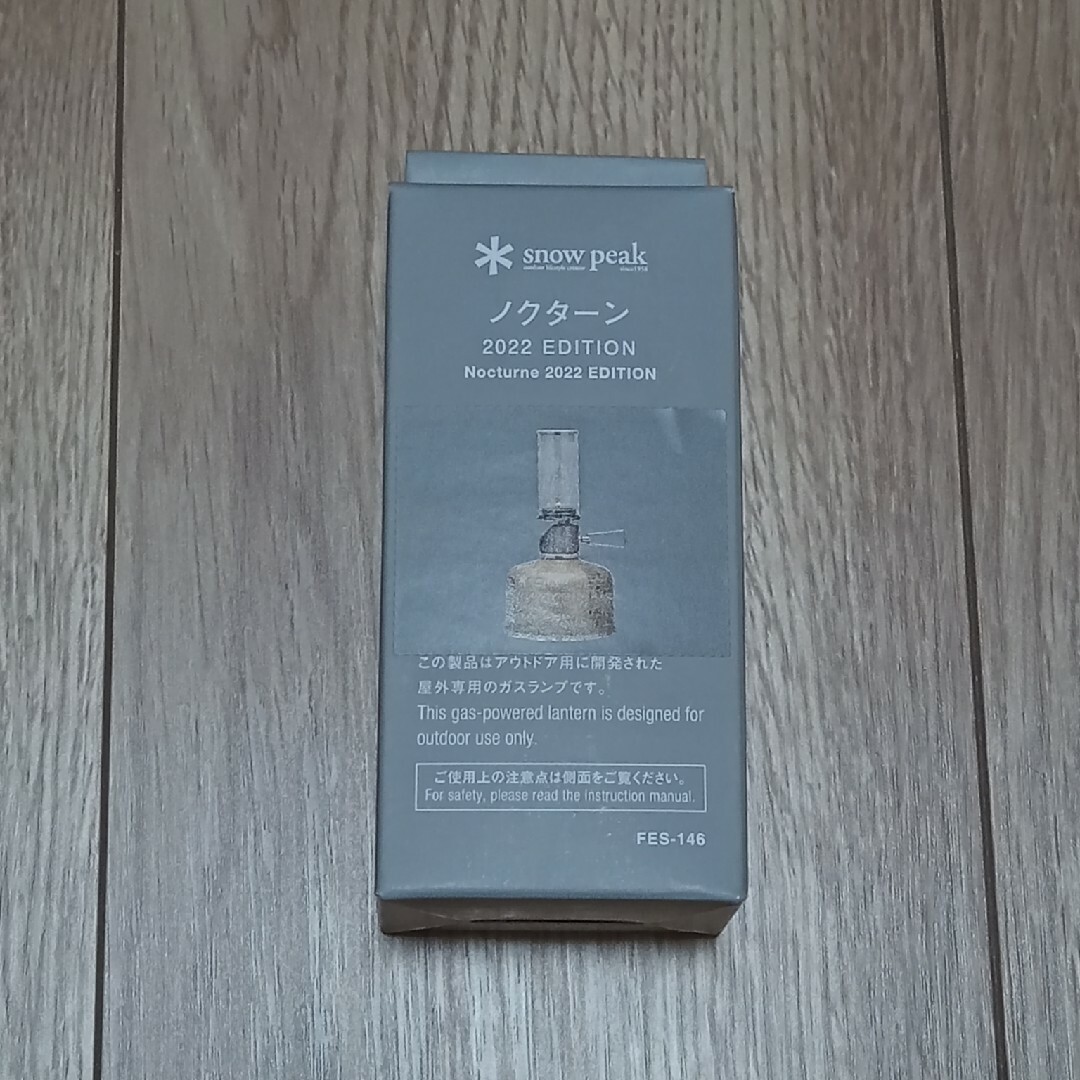 snow peak
outdoor lifestyle creator since1958
ノクターン
2022 EDITION
Nocturne 2022 EDITION
この製品はアウトドア用に開発された
屋外専用のガスランプです。
This gas-powered lantern is designed for
outdoor use only.
ご使用上の注意点は側面をご覧ください。
For safety, please read the instruction manual.
FES-146